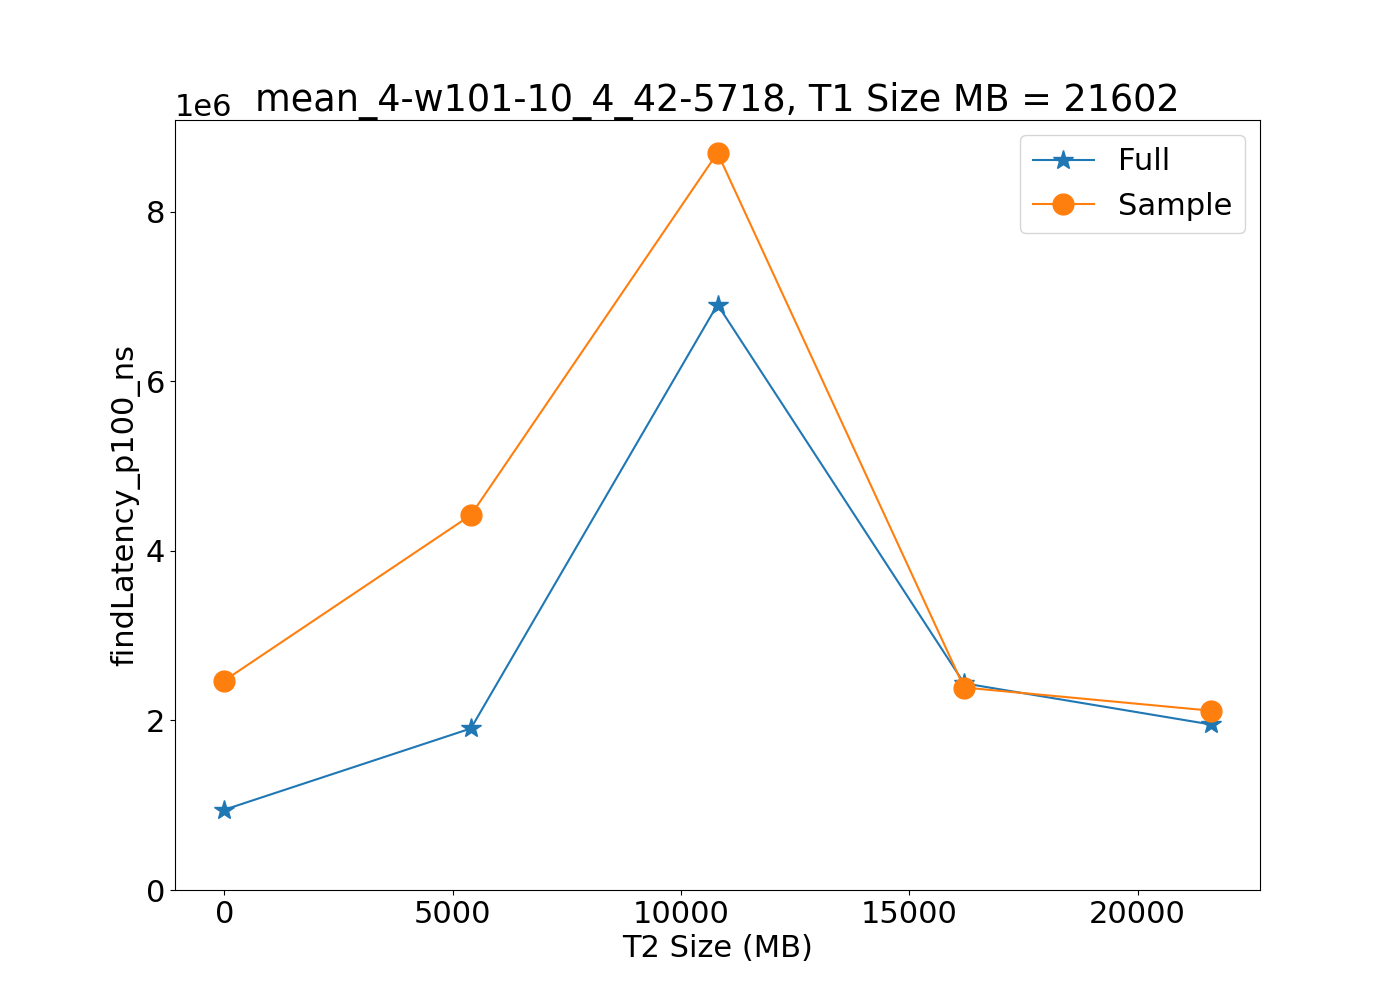 1e6
mean_4-w101-10_4_42-5718, T1 Size MB = 21602
Full
Sample
8
6
4
2
0
findLatency_p100_ns
0 5000 10000 15000 20000
T2 Size (MB)